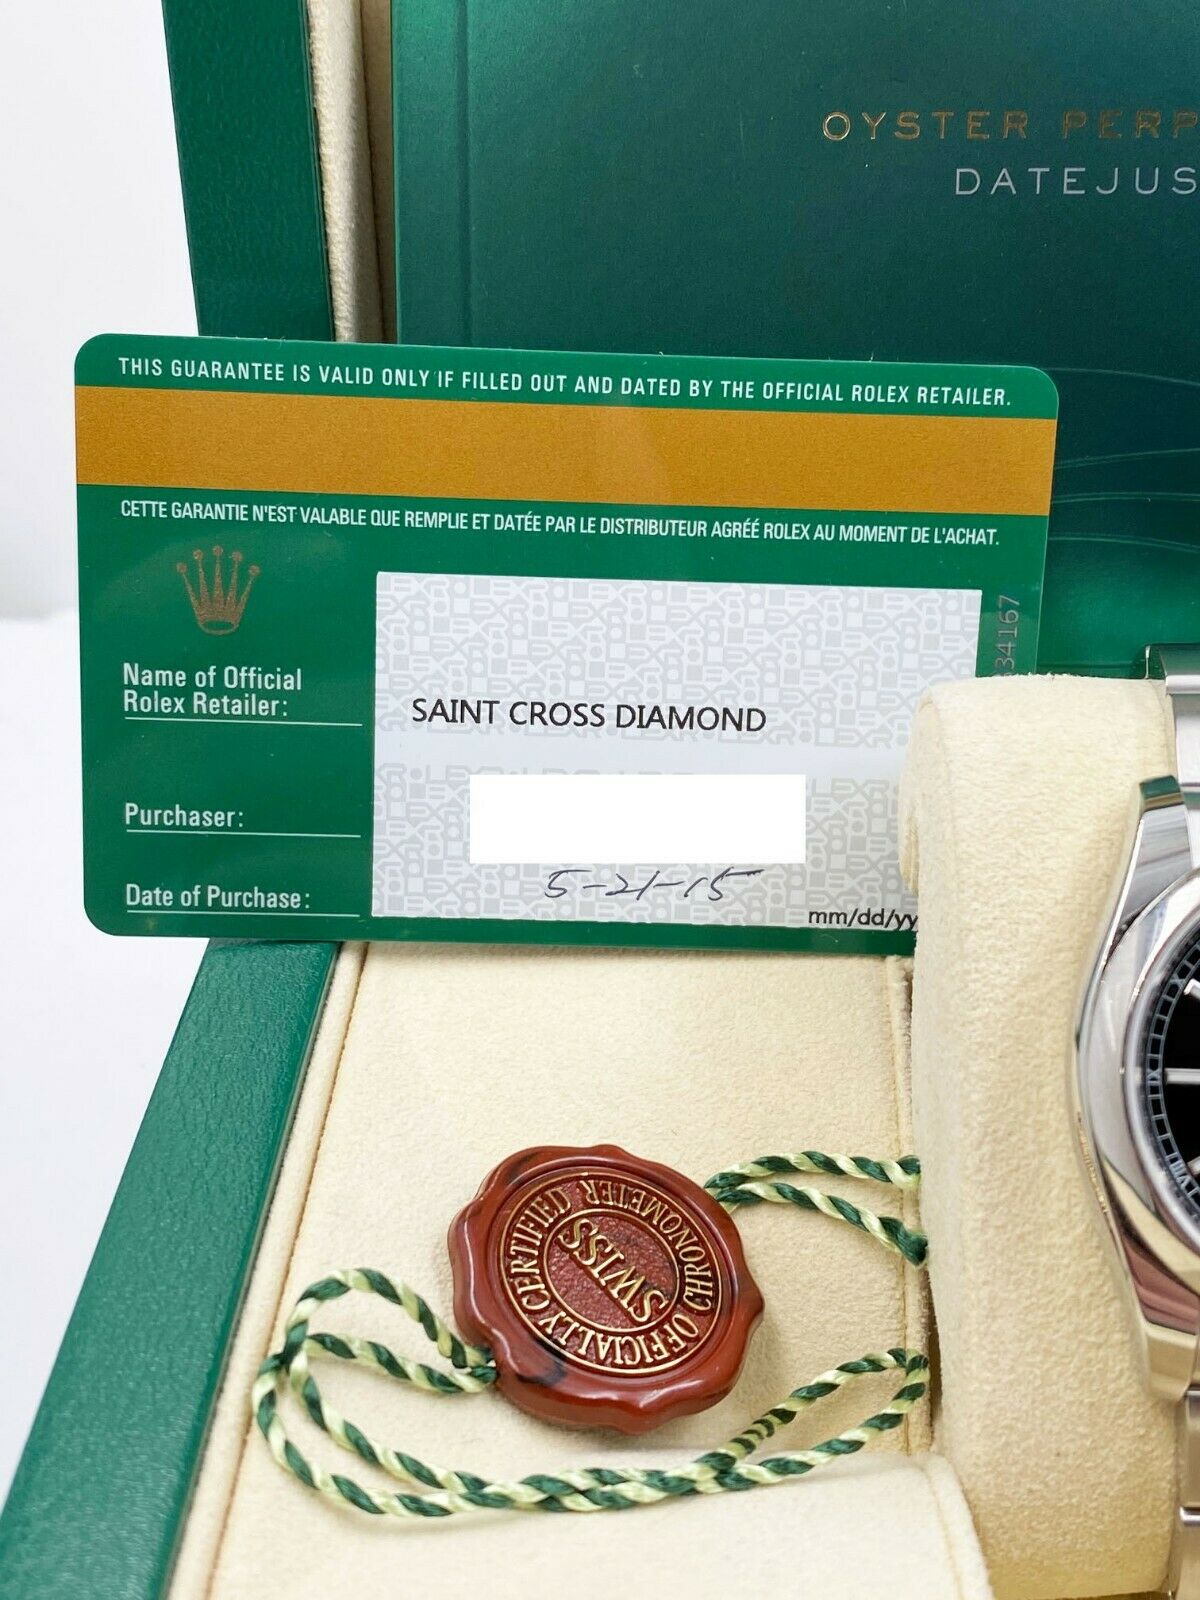 OYSTER PERP
DATEJUS
THIS GUARANTEE IS VALID ONLY IF FILLED OUT AND DATED BY THE OFFICIAL ROLEX RETAILER.
CETTE GARANTIE N'EST VALABLE QUE REMPLIE ET DATÉE PAR LE DISTRIBUTEUR AGRÉÉ ROLEX AU MOMENT DE L'ACHAT.
34167
Name of Official
Rolex Retailer:
SAINT CROSS DIAMOND
Purchaser:
Date of Purchase:
5-21-15
mm/dd/yy
OFFICIALLY CERTIFIED CHRONOMETER
SWISS
SWISS